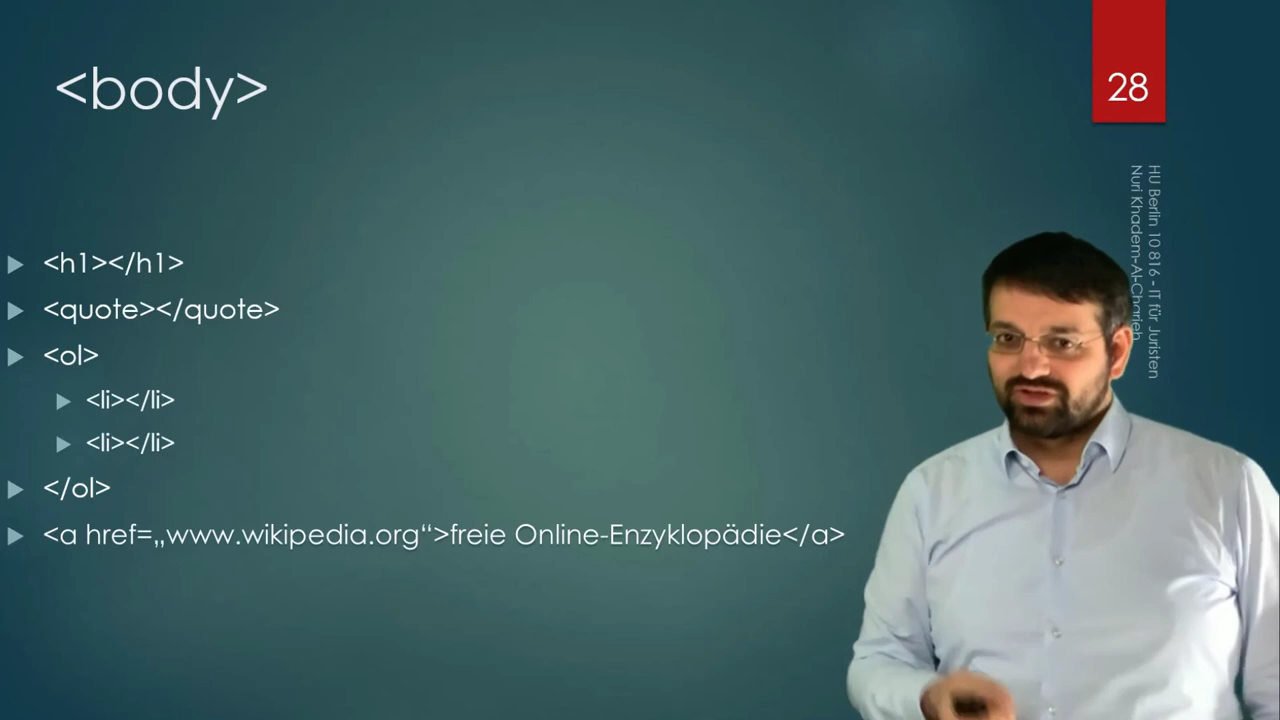 <body>
28
HU Berlin 10 816 - IT für Juristen
Nuri Khadem-Al-Charieh
<h1></h1>
<quote></quote>
<ol>
<li></li>
<li></li>
</ol>
<a href=„www.wikipedia.org“>freie Online-Enzyklopädie</a>